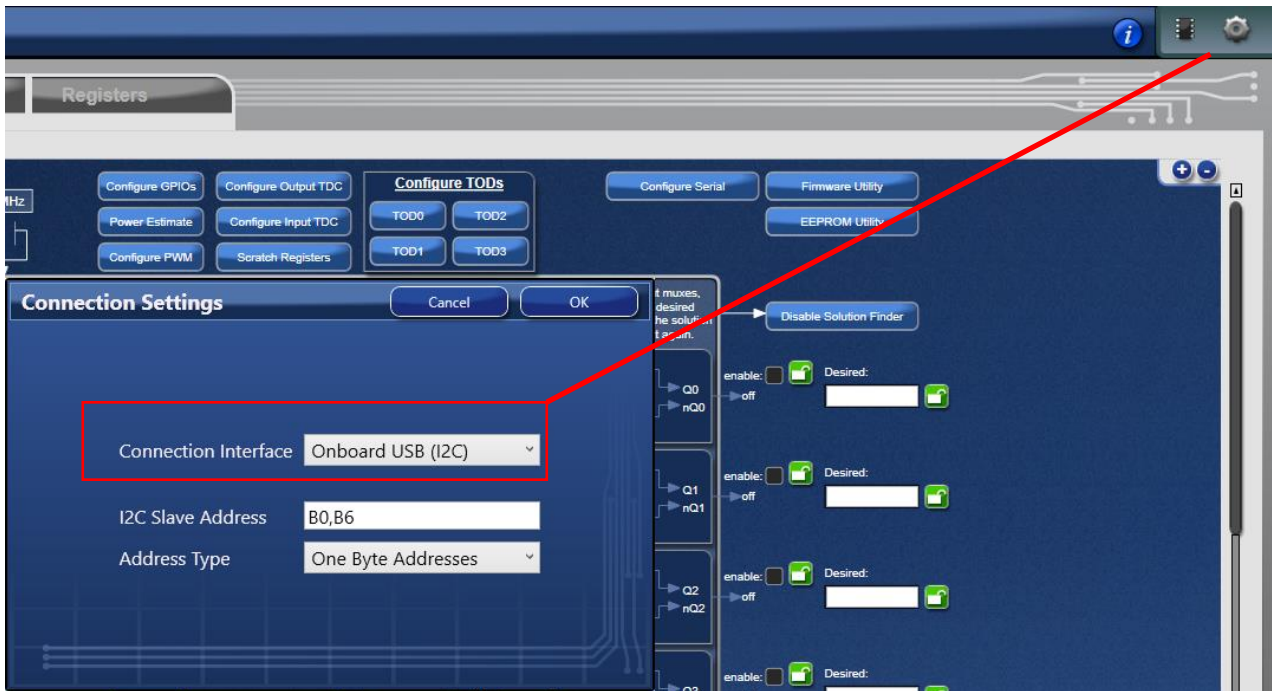 i
Registers
MHz
Configure GPIOs
Configure Output TDC
Configure TODs
Configure Serial
Firmware Utility
Power Estimate
Configure Input TDC
TOD0
TOD2
EEPROM Utility
Configure PWM
Scratch Registers
TOD1
TOD3
Connection Settings
Cancel
OK
t muxes,
desired
he solution
t again.
Disable Solution Finder
Connection Interface
Onboard USB (I2C)
I2C Slave Address
B0,B6
Address Type
One Byte Addresses
Q0
nQ0
enable:
off
Desired:
Q1
nQ1
enable:
off
Desired:
Q2
nQ2
enable:
off
Desired:
Q3
enable:
Desired: